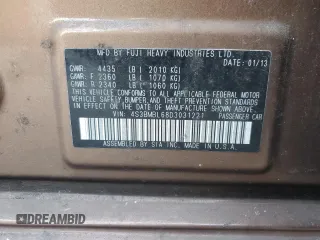 MFD BY FUJI HEAVY INDUSTRIES LTD.
DATE: 01/13
GVWR: 4435 LB ( 2010 KG)
GAWR: F 2360 LB ( 1070 KG)
GAWR: R 2340 LB ( 1060 KG)
THIS VEHICLE CONFORMS TO ALL APPLICABLE FEDERAL MOTOR
VEHICLE SAFETY, BUMPER, AND THEFT PREVENTION STANDARDS
IN EFFECT ON THE DATE OF MANUFACTURE SHOWN ABOVE.
VIN: 4S3BMBL68D3031221 PASSENGER CAR
ASSEMBLED BY SIA INC. MADE IN U.S.A.
© DREAMBID